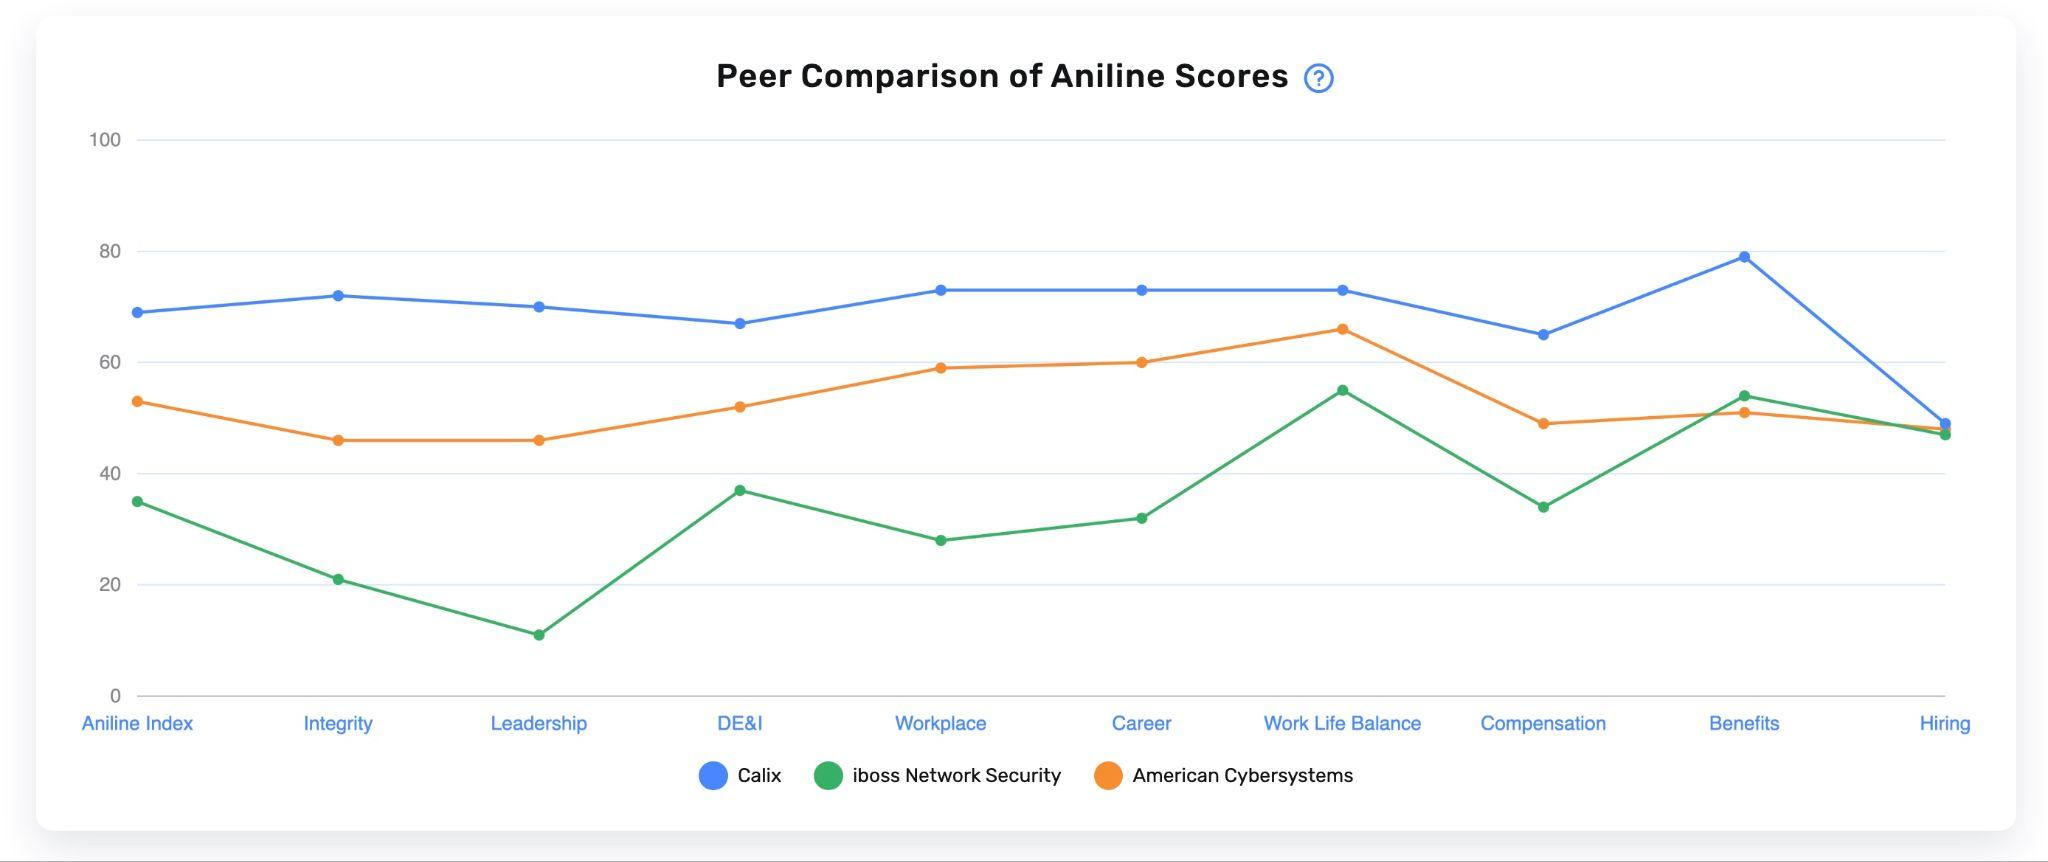 Peer Comparison of Aniline Scores ?
100
80
60
40
20
0
Aniline Index Integrity Leadership DE&I Workplace Career Work Life Balance Compensation Benefits Hiring
Calix iboss Network Security American Cybersystems